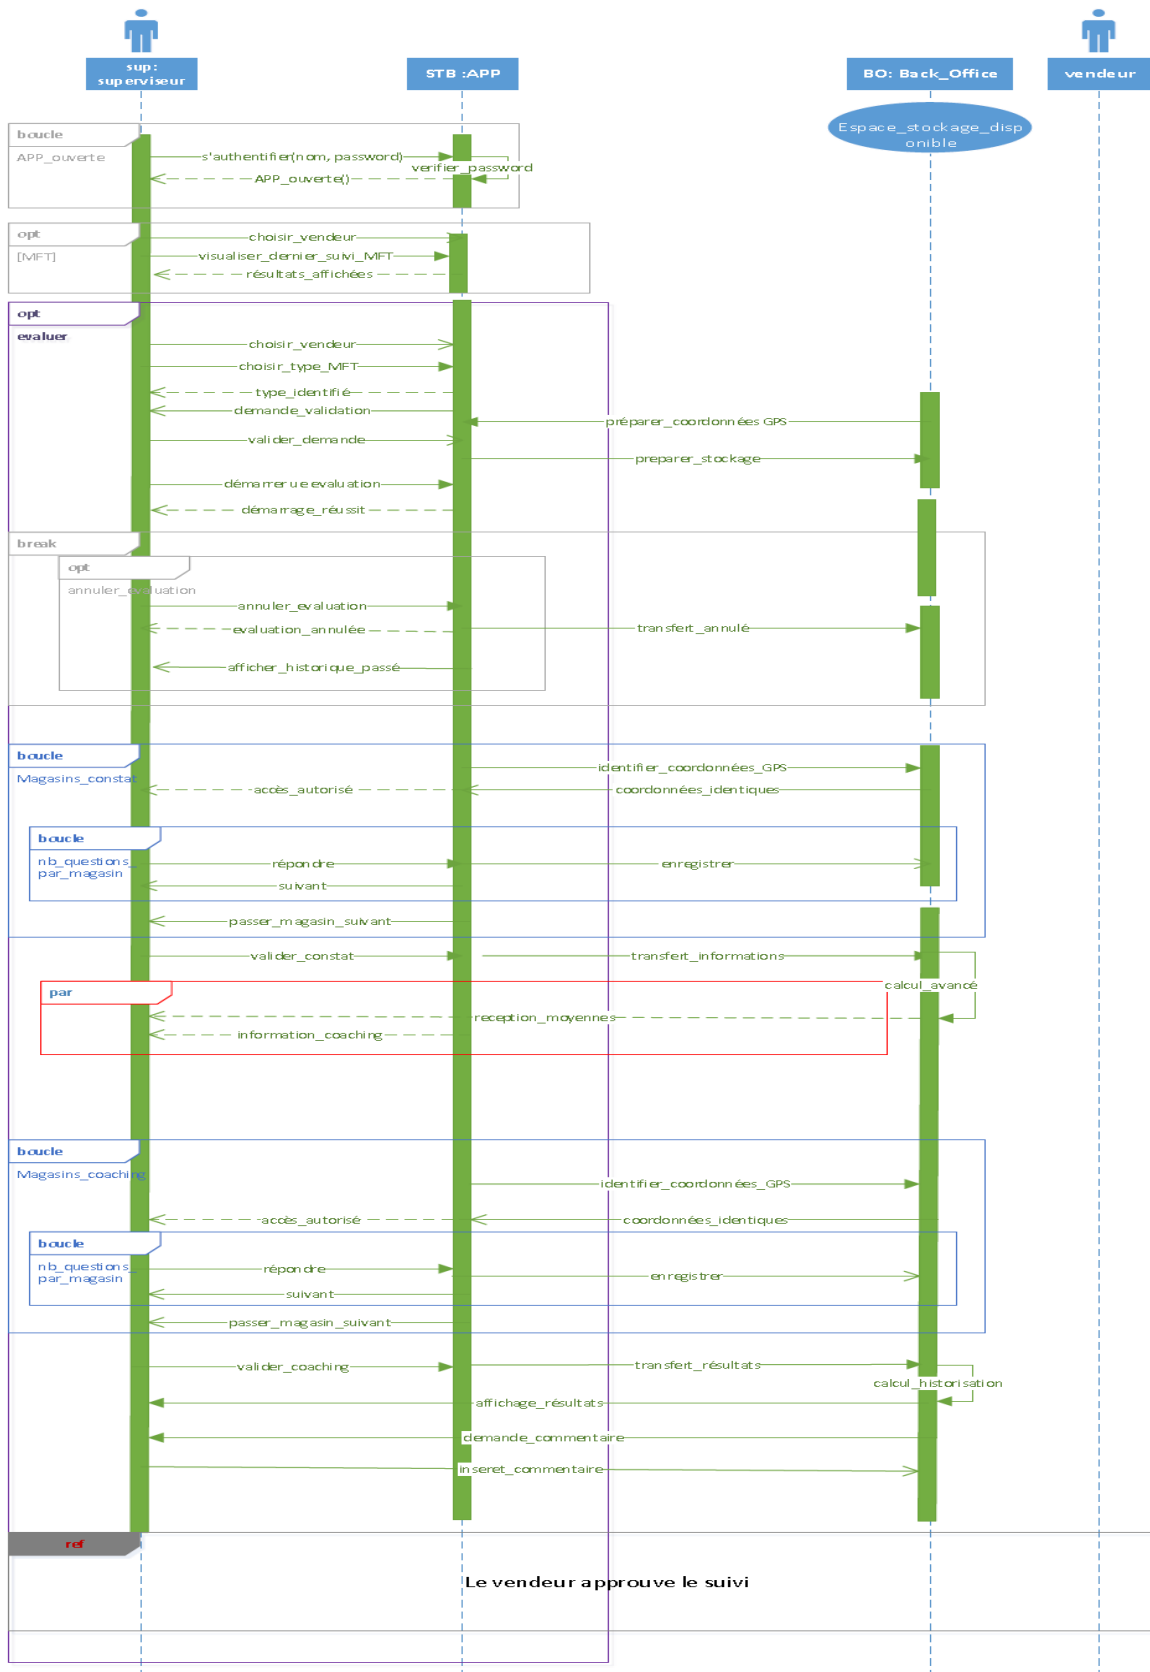 sup:
superviseur
STB :APP
BO: Back_Office
vendeur
Espace_stockage_disp
onible
boucle
APP_ouverte
s'authentifier(nom, password)
verifier_password
APP_ouverte()
opt
[MFT]
choisir_vendeur
visualiser_dernier_suivi_MFT
résultats_affichées
opt
evaluer
choisir_vendeur
choisir_type_MFT
type_identifié
demande_validation
préparer_coordonnées GPS
valider_demande
preparer_stockage
démarrer ue evaluation
démarrage_réussit
break
opt
annuler_evaluation
annuler_evaluation
evaluation_annulée
transfert_annulé
afficher_historique_passé
boucle
Magasins_constat
identifier_coordonnées_GPS
accès_autorisé
coordonnées_identiques
boucle
nb_questions_
par_magasin
répondre
enregistrer
suivant
passer_magasin_suivant
valider_constat
transfert_informations
calcul_avancé
par
reception_moyennes
information_coaching
boucle
Magasins_coaching
identifier_coordonnées_GPS
accès_autorisé
coordonnées_identiques
boucle
nb_questions_
par_magasin
répondre
enregistrer
suivant
passer_magasin_suivant
valider_coaching
transfert_résultats
calcul_historisation
affichage_résultats
demande_commentaire
inseret_commentaire
ref
Le vendeur approuve le suivi